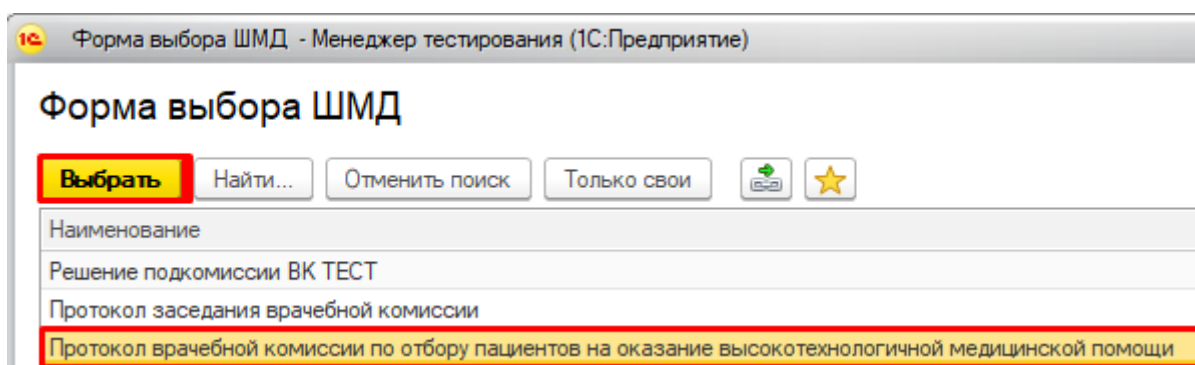 1С Форма выбора ШМД - Менеджер тестирования (1С:Предприятие)
Форма выбора ШМД
Выбрать Найти... Отменить поиск Только свои
Наименование
Решение подкомиссии ВК ТЕСТ
Протокол заседания врачебной комиссии
Протокол врачебной комиссии по отбору пациентов на оказание высокотехнологичной медицинской помощи